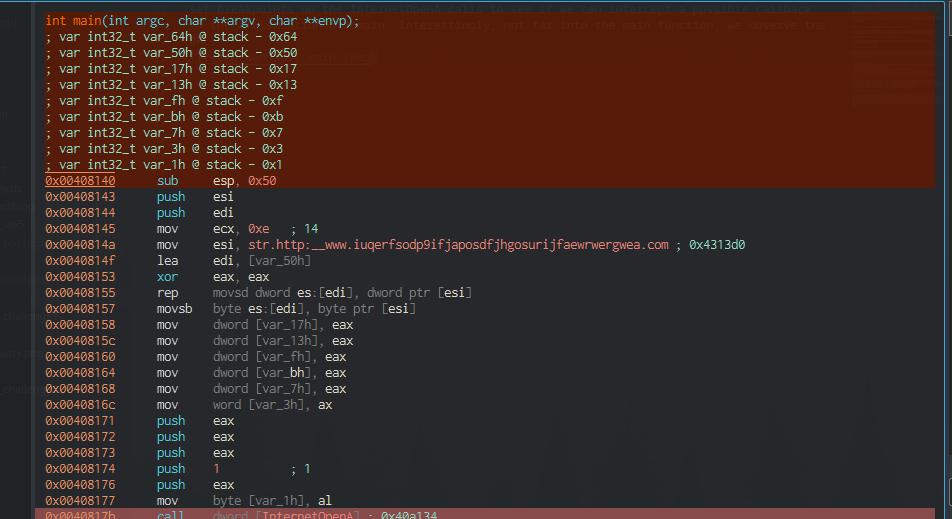 int main(int argc, char **argv, char **envp);
; var int32_t var_64h @ stack - 0x64
; var int32_t var_50h @ stack - 0x50
; var int32_t var_17h @ stack - 0x17
; var int32_t var_13h @ stack - 0x13
; var int32_t var_fh @ stack - 0xf
; var int32_t var_bh @ stack - 0xb
; var int32_t var_7h @ stack - 0x7
; var int32_t var_3h @ stack - 0x3
; var int32_t var_1h @ stack - 0x1
0x00408140 sub esp, 0x50
0x00408143 push esi
0x00408144 push edi
0x00408145 mov ecx, 0xe ; 14
0x0040814a mov esi, str.http:__www.iuqerfsodp9ifjaposdfjhgosurijfaewrwergwea.com ; 0x4313d0
0x0040814f lea edi, [var_50h]
0x00408153 xor eax, eax
0x00408155 rep movsd dword es:[edi], dword ptr [esi]
0x00408157 movsb byte es:[edi], byte ptr [esi]
0x00408158 mov dword [var_17h], eax
0x0040815c mov dword [var_13h], eax
0x00408160 mov dword [var_fh], eax
0x00408164 mov dword [var_bh], eax
0x00408168 mov dword [var_7h], eax
0x0040816c mov word [var_3h], ax
0x00408171 push eax
0x00408172 push eax
0x00408173 push eax
0x00408174 push 1 ; 1
0x00408176 push eax
0x00408177 mov byte [var_1h], al
0x0040817b call dword [InternetOpenA] ; 0x40a134